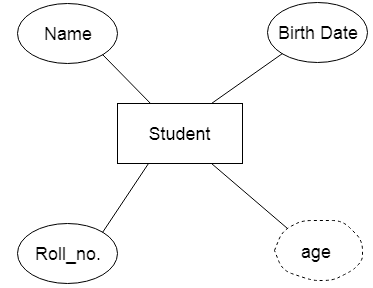 Name
Birth Date
Student
Roll_no.
age